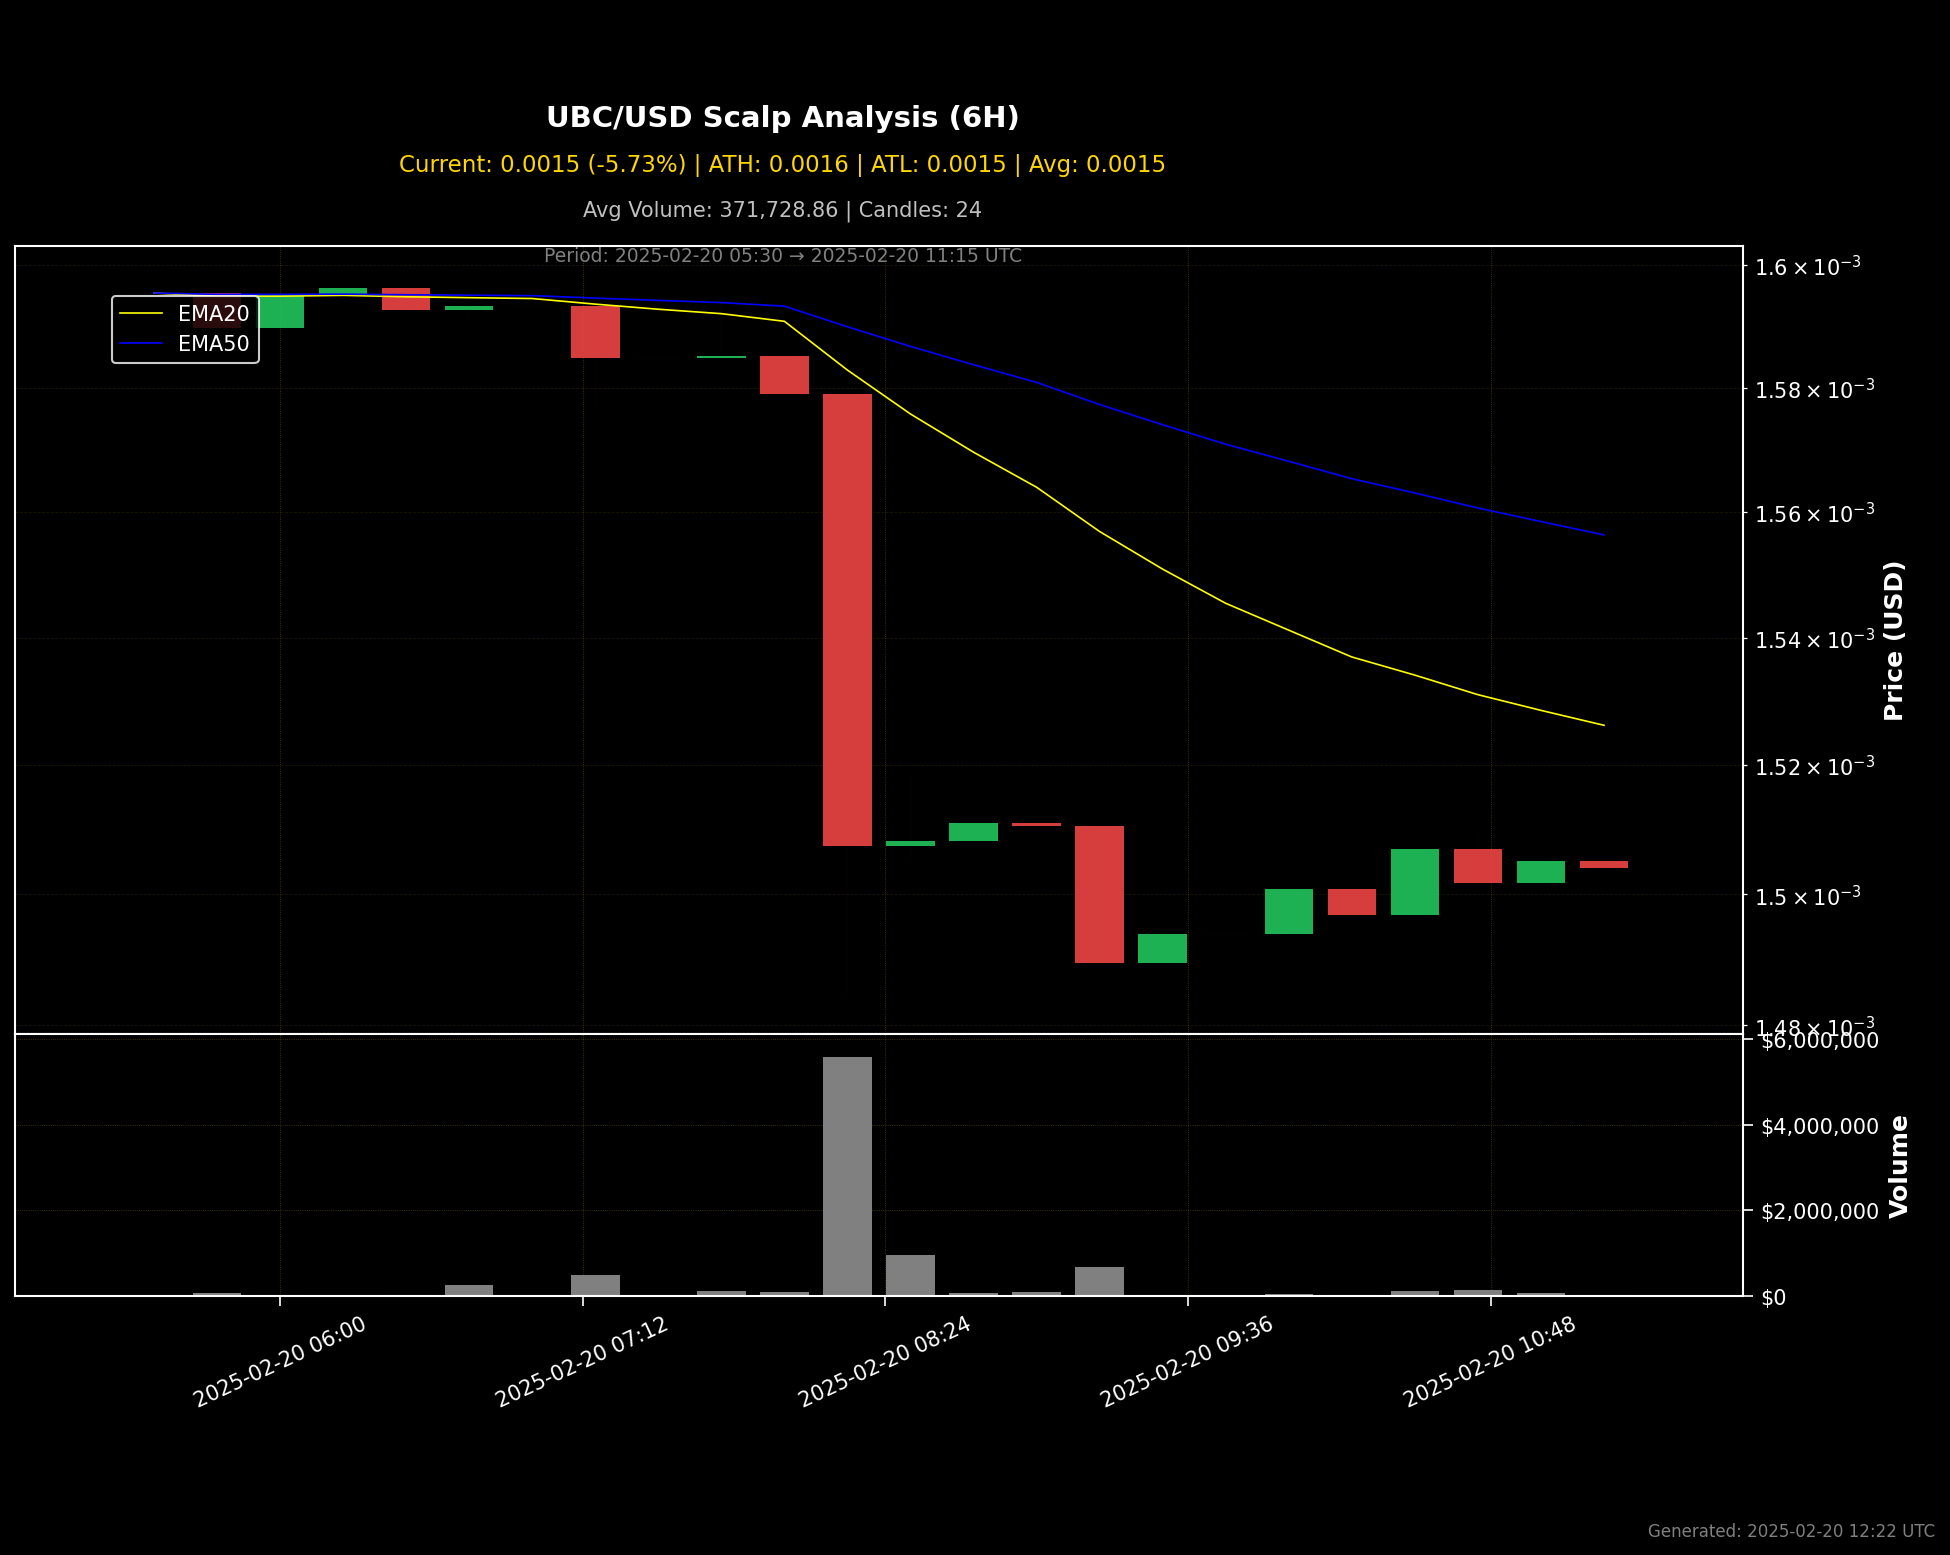 UBC/USD Scalp Analysis (6H)
Current: 0.0015 (-5.73%) | ATH: 0.0016 | ATL: 0.0015 | Avg: 0.0015
Avg Volume: 371,728.86 | Candles: 24
Period: 2025-02-20 05:30 → 2025-02-20 11:15 UTC
EMA20
EMA50
1.6 × 10⁻³
1.58 × 10⁻³
1.56 × 10⁻³
1.54 × 10⁻³
1.52 × 10⁻³
1.5 × 10⁻³
1.48 × 10⁻³
Price (USD)
$6,000,000
$4,000,000
$2,000,000
$0
Volume
2025-02-20 06:00
2025-02-20 07:12
2025-02-20 08:24
2025-02-20 09:36
2025-02-20 10:48
Generated: 2025-02-20 12:22 UTC